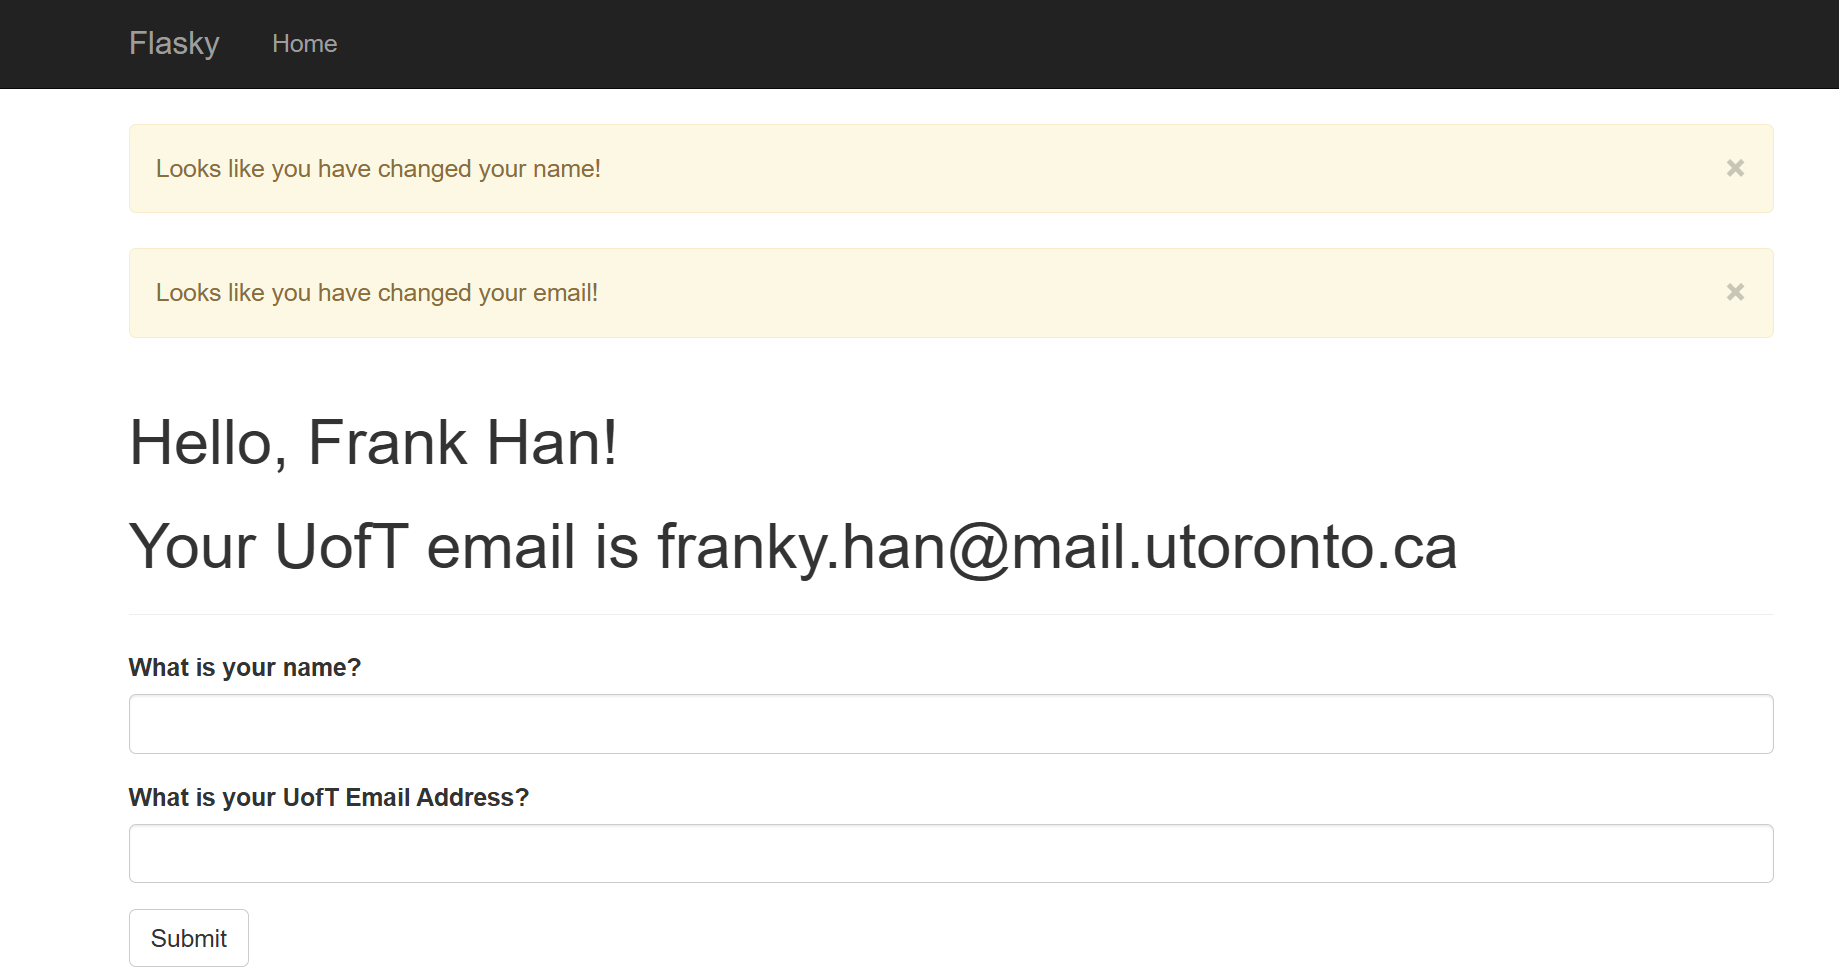 Flasky Home
Looks like you have changed your name! ×
Looks like you have changed your email! ×
Hello, Frank Han!
Your UofT email is franky.han@mail.utoronto.ca
What is your name?
What is your UofT Email Address?
Submit